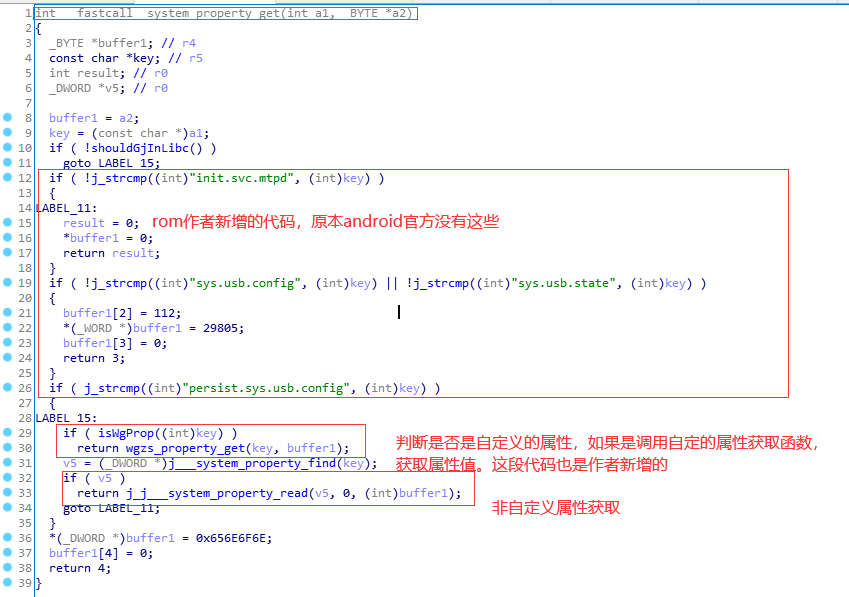 1 int __fastcall _system_property_get(int a1, _BYTE *a2)
2 {
3 _BYTE *buffer1; // r4
4 const char *key; // r5
5 int result; // r0
6 _DWORD *v5; // r0
7
8 buffer1 = a2;
9 key = (const char *)a1;
10 if ( !shouldGjInLibc() )
11 goto LABEL_15;
12 if ( !j_strcmp((int)"init.svc.mtpd", (int)key) )
13 {
14 LABEL_11:
15 result = 0; rom作者新增的代码，原本android官方没有这些
16 *buffer1 = 0;
17 return result;
18 }
19 if ( !j_strcmp((int)"sys.usb.config", (int)key) || !j_strcmp((int)"sys.usb.state", (int)key) )
20 {
21 buffer1[2] = 112;
22 *(_WORD *)buffer1 = 29805;
23 buffer1[3] = 0;
24 return 3;
25 }
26 if ( j_strcmp((int)"persist.sys.usb.config", (int)key) )
27 {
28 LABEL_15:
29 if ( isWgProp((int)key) )
30 return wgzs_property_get(key, buffer1);
判断是否是自定义的属性，如果是调用自定的属性获取函数，
获取属性值。这段代码也是作者新增的
31 v5 = (_DWORD *)j___system_property_find(key);
32 if ( v5 )
33 return j_j___system_property_read(v5, 0, (int)buffer1);
非自定义属性获取
34 goto LABEL_11;
35 }
36 *(_DWORD *)buffer1 = 0x656E6F6E;
37 buffer1[4] = 0;
38 return 4;
39 }